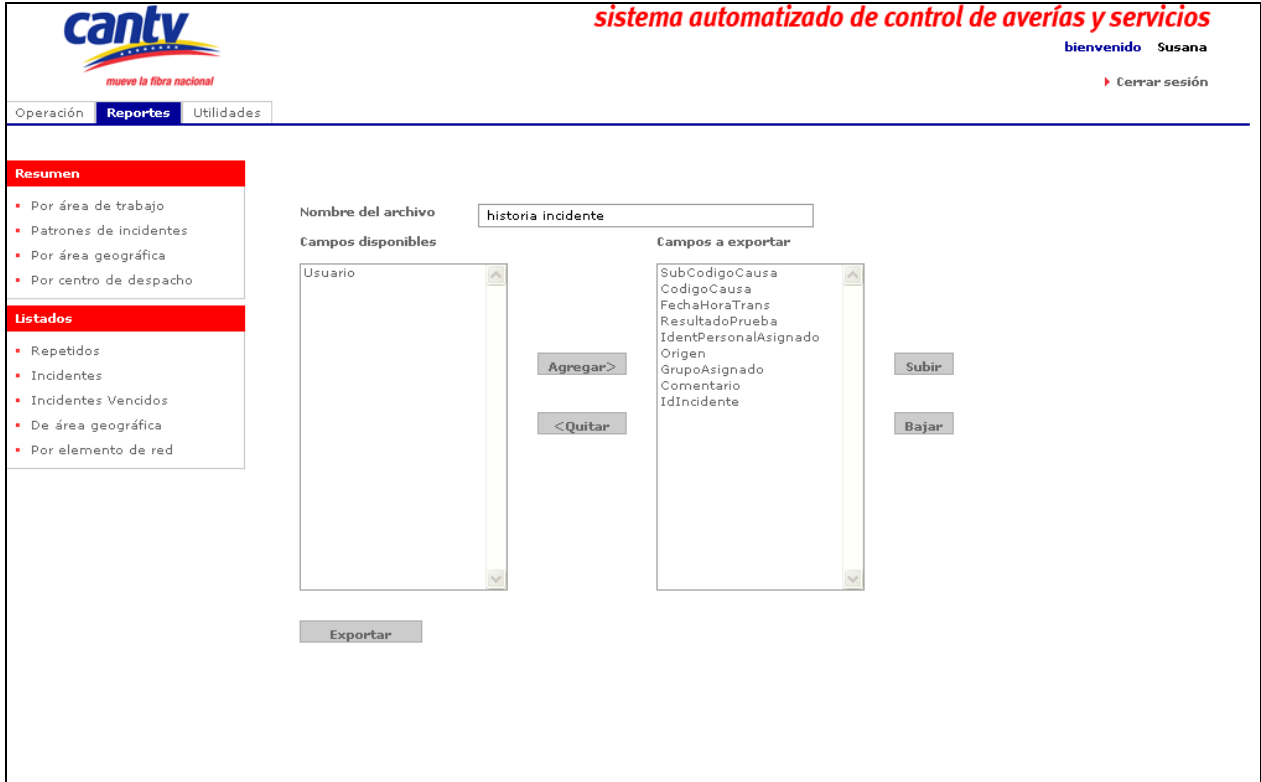 cantv
mueve la fibra nacional
sistema automatizado de control de averías y servicios
bienvenido Susana
Cerrar sesión
Operación Reportes Utilidades
Resumen
Por área de trabajo
Patrones de incidentes
Por área geográfica
Por centro de despacho
Listados
Repetidos
Incidentes
Incidentes Vencidos
De área geográfica
Por elemento de red
Nombre del archivo historia incidente
Campos disponibles
Usuario
Agregar>
<Quitar
Campos a exportar
SubCodigoCausa
CodigoCausa
FechaHoraTrans
ResultadoPrueba
IdentPersonalAsignado
Origen
GrupoAsignado
Comentario
IdIncidente
Subir
Bajar
Exportar